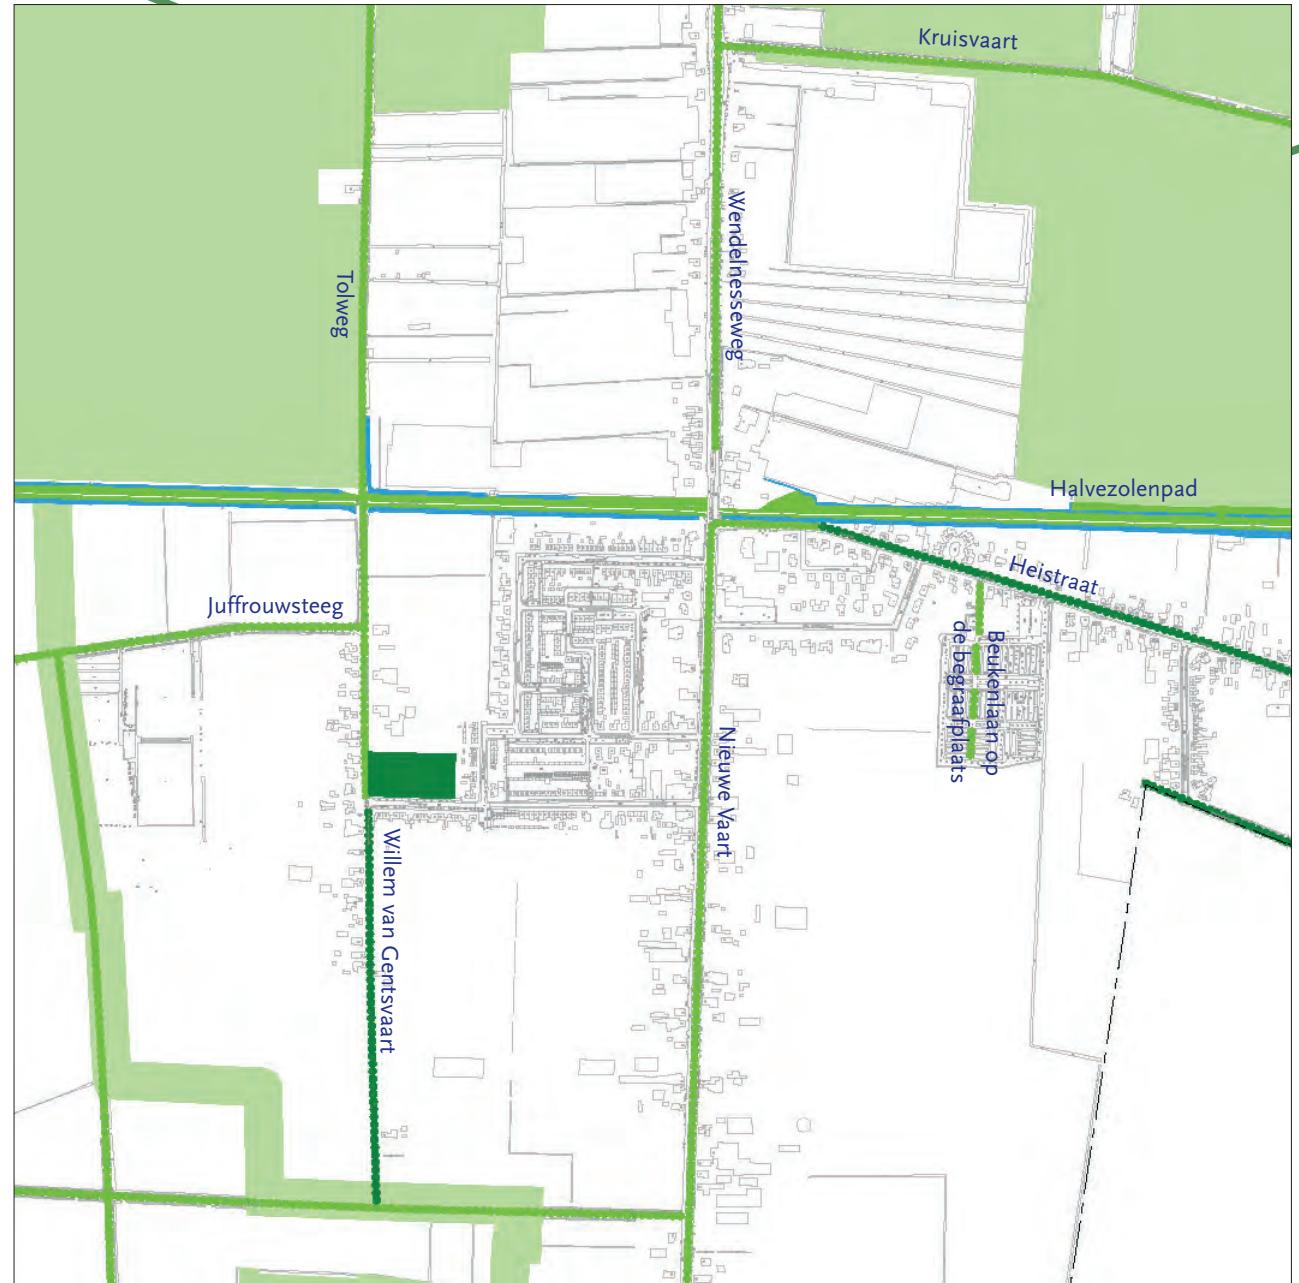 Kruisvaart
Wendelnesseweg
Tolweg
Halvezolenpad
Heistraat
Juffrouwsteeg
Beukenlaan op
de begraafplaats
Nieuwe Vaart
Willem van Gentsvaart